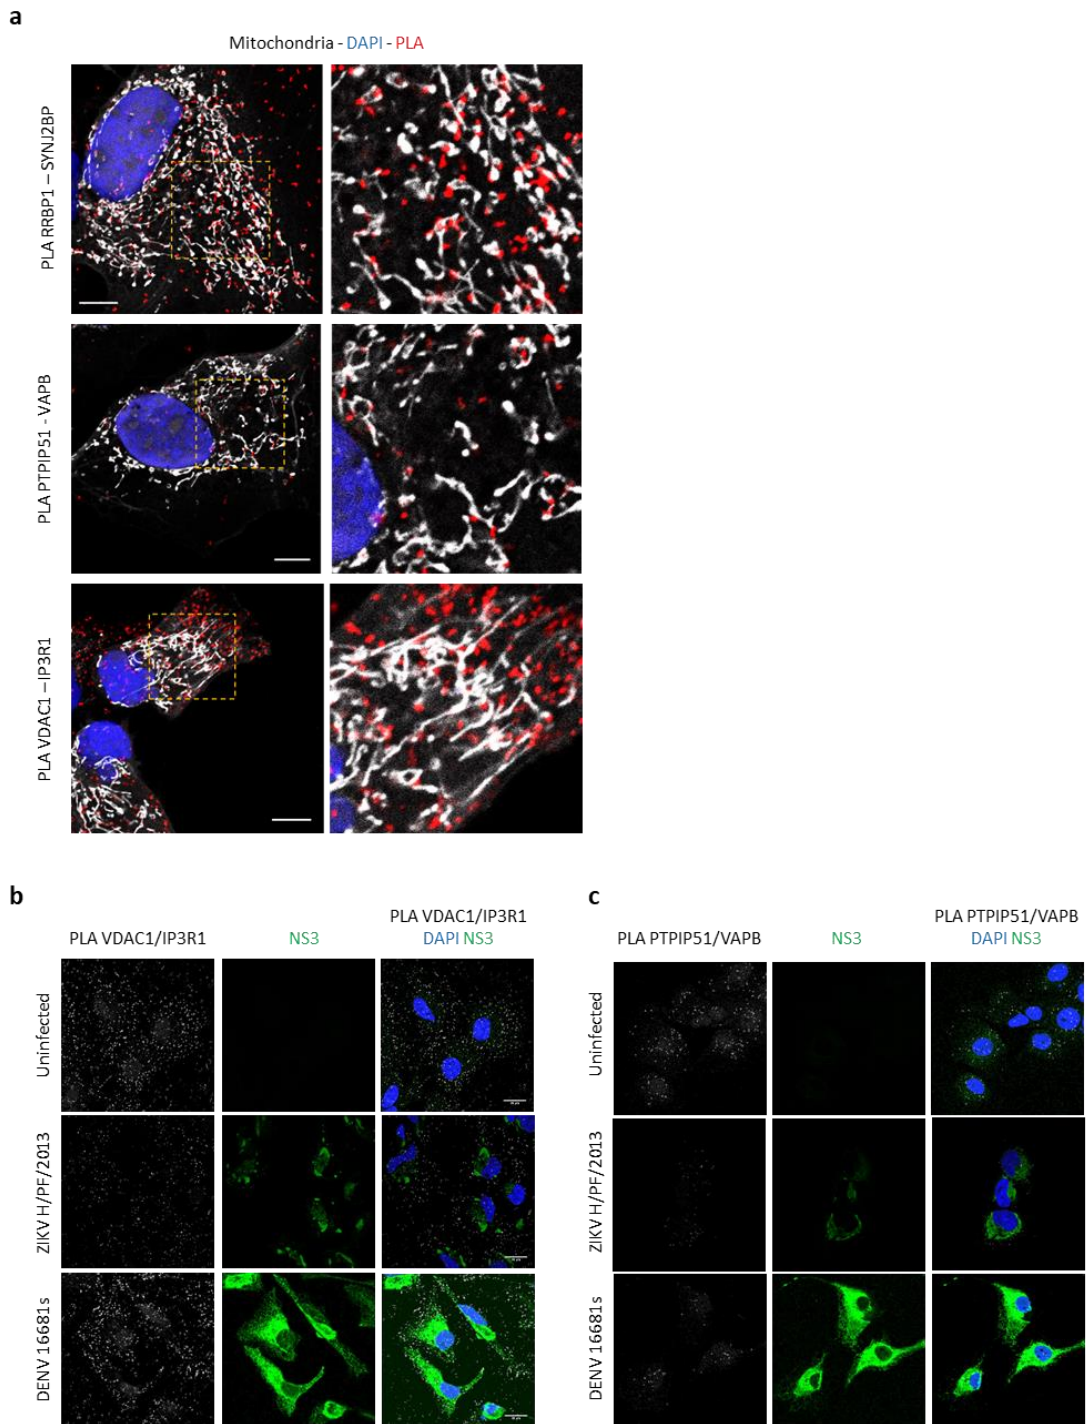 a
Mitochondria - DAPI - PLA
PLA RRBP1 – SYNJ2BP
PLA PTPIP51 - VAPB
PLA VDAC1 – IP3R1
b
PLA VDAC1/IP3R1
NS3
PLA VDAC1/IP3R1
DAPI NS3
Uninfected
ZIKV H/PF/2013
DENV 16681s
c
PLA PTPIP51/VAPB
NS3
PLA PTPIP51/VAPB
DAPI NS3
Uninfected
ZIKV H/PF/2013
DENV 16681s